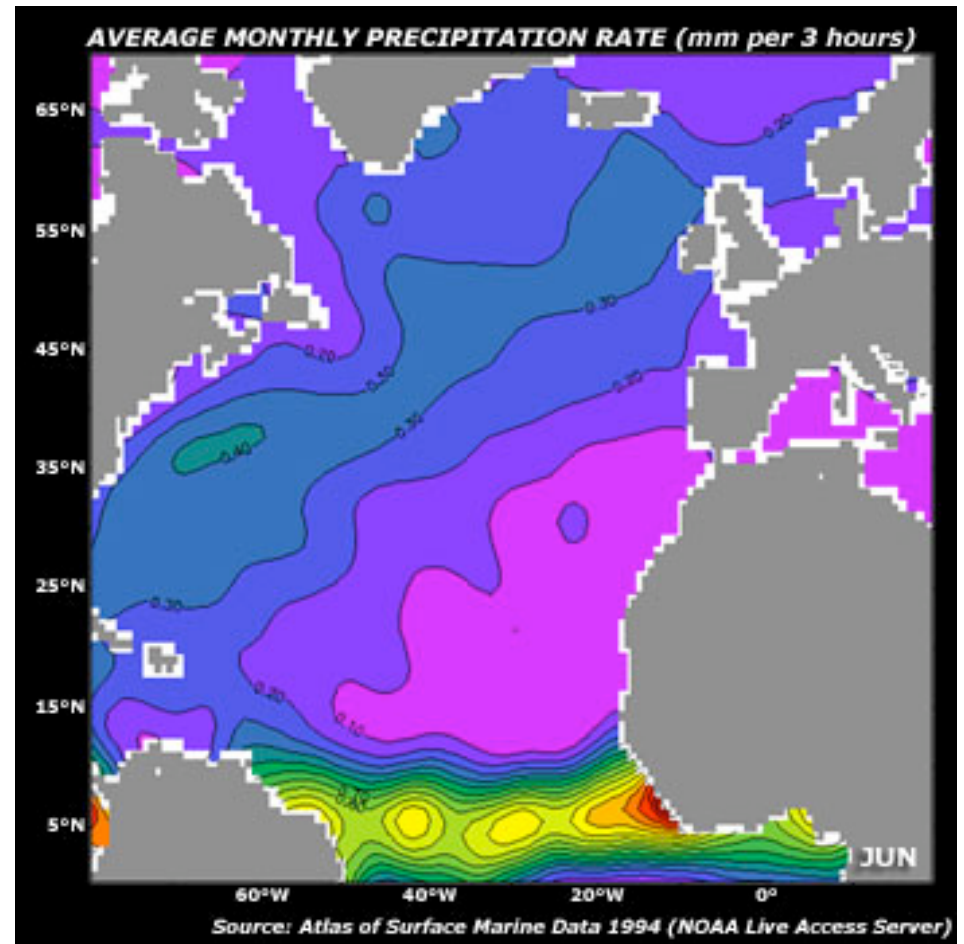 AVERAGE MONTHLY PRECIPITATION RATE (mm per 3 hours)
65°N
0.20
55°N
0.30
45°N
0.20
0.30
0.20
0.30
0.40
35°N
25°N
0.30
0.20
15°N
0.10
5°N
JUN
60°W 40°W 20°W 0°
Source: Atlas of Surface Marine Data 1994 (NOAA Live Access Server)